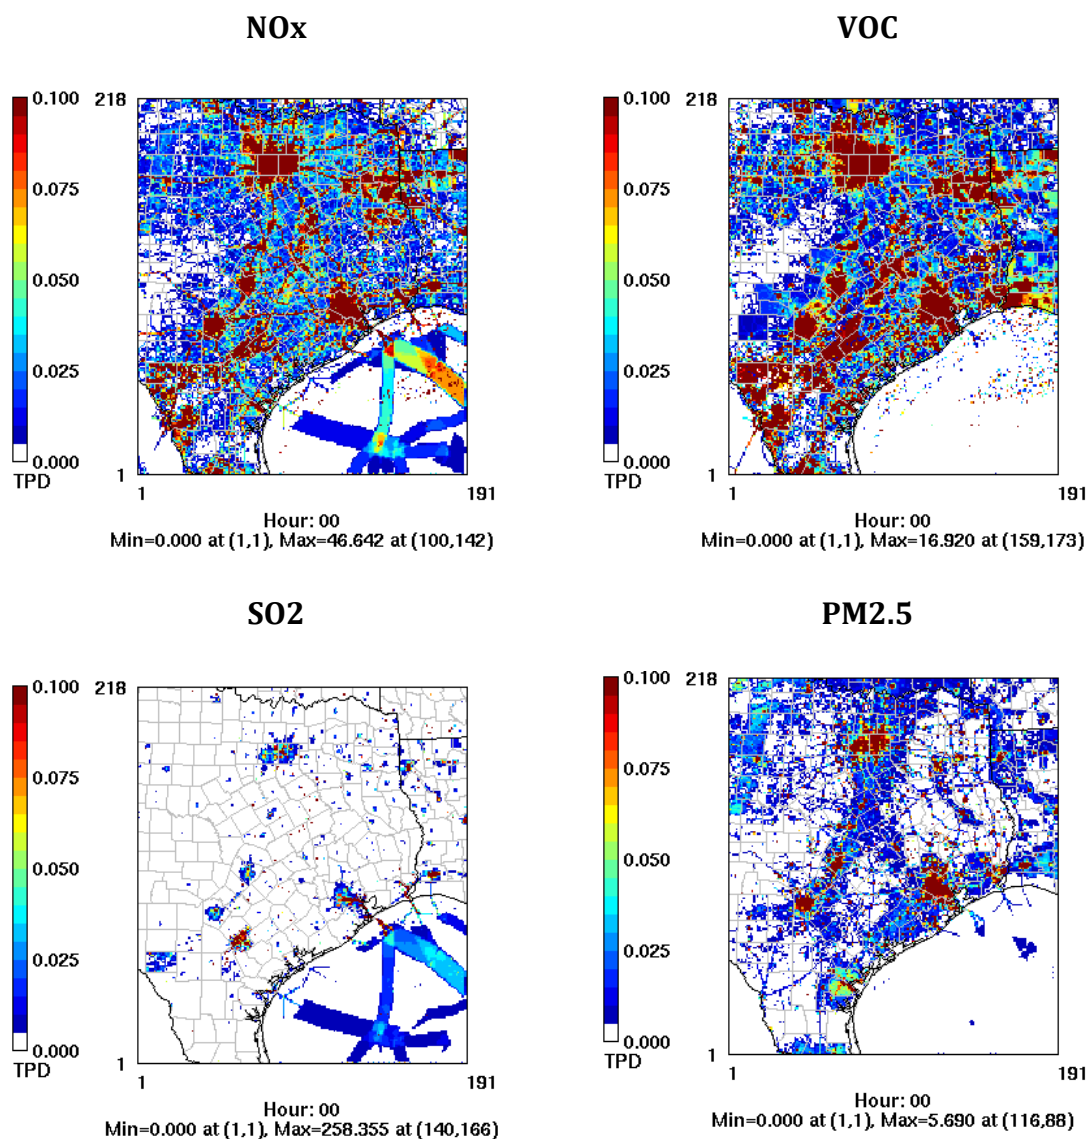 NOx
0.100
0.075
0.050
0.025
0.000
TPD
218
1
1
191
Hour: 00
Min=0.000 at (1,1), Max=46.642 at (100,142)
VOC
0.100
0.075
0.050
0.025
0.000
TPD
218
1
1
191
Hour: 00
Min=0.000 at (1,1), Max=16.920 at (159,173)
SO2
0.100
0.075
0.050
0.025
0.000
TPD
218
1
1
191
Hour: 00
Min=0.000 at (1,1), Max=258.355 at (140,166)
PM2.5
0.100
0.075
0.050
0.025
0.000
TPD
218
1
1
191
Hour: 00
Min=0.000 at (1,1), Max=5.690 at (116,88)